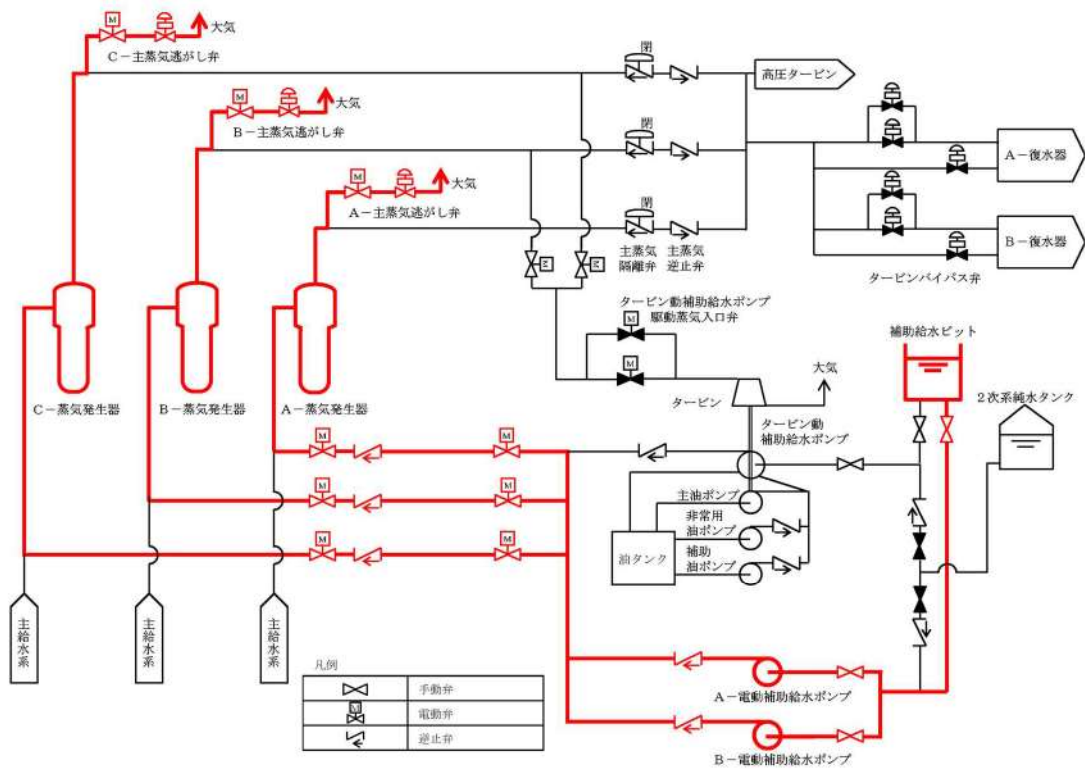 M
大気
C－主蒸気逃がし弁
閉
高圧タービン
M
大気
B－主蒸気逃がし弁
閉
A－復水器
M
大気
A－主蒸気逃がし弁
閉
主蒸気
隔離弁
主蒸気
逆止弁
B－復水器
タービンバイパス弁
M
M
タービン動補助給水ポンプ
駆動蒸気入口弁
M
M
補助給水ピット
大気
タービン
2次系純水タンク
C－蒸気発生器
B－蒸気発生器
A－蒸気発生器
タービン動
補助給水ポンプ
M
M
M
M
M
M
主油ポンプ
非常用
油ポンプ
補助
油ポンプ
油タンク
主給水系
主給水系
主給水系
凡例
手動弁
M
電動弁
逆止弁
A－電動補助給水ポンプ
B－電動補助給水ポンプ